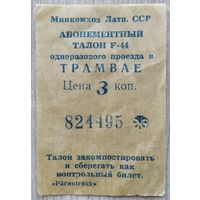 Минкомхоз Латв. ССР
АБОНЕМЕНТНЫЙ
ТАЛОН F-44
одноразового проезда в
ТРАМВАЕ
Цена 3 коп.
824495
Талон закомпостировать
и сберегать как
контрольный билет.
«Pārsutrūkk»